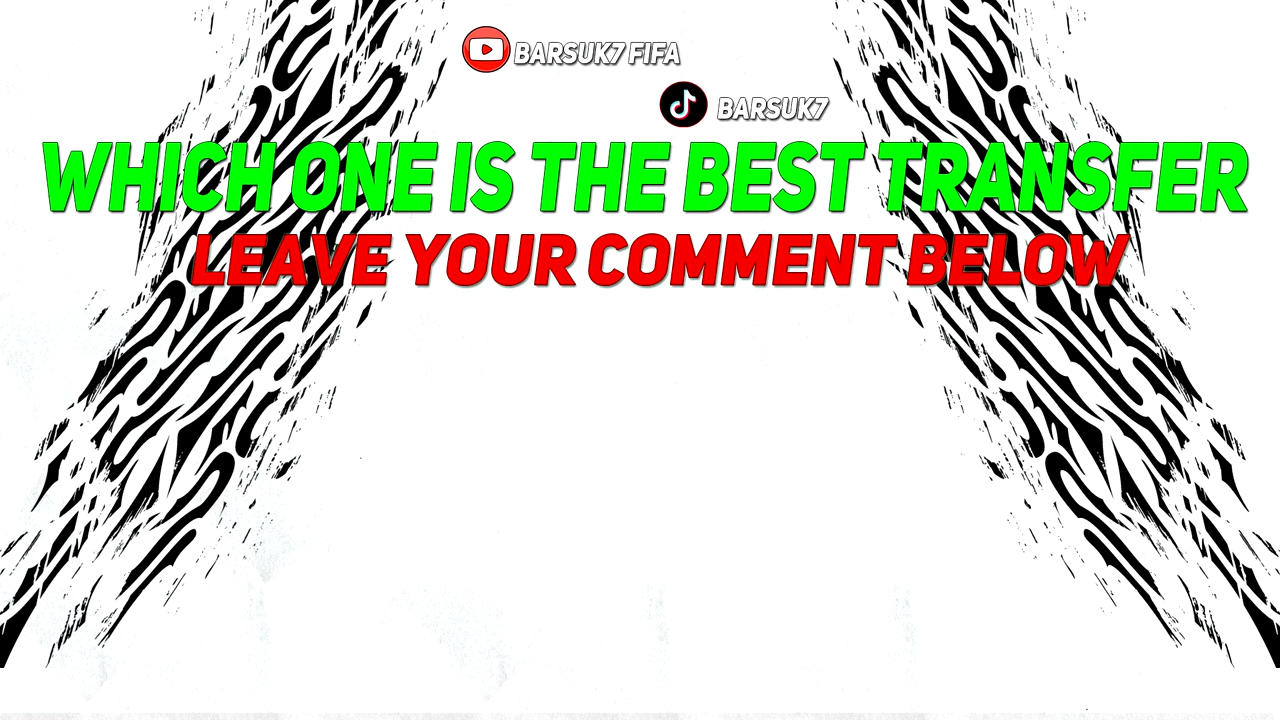 BARSUK7 FIFA
BARSUK7
WHICH ONE IS THE BEST TRANSFER
LEAVE YOUR COMMENT BELOW